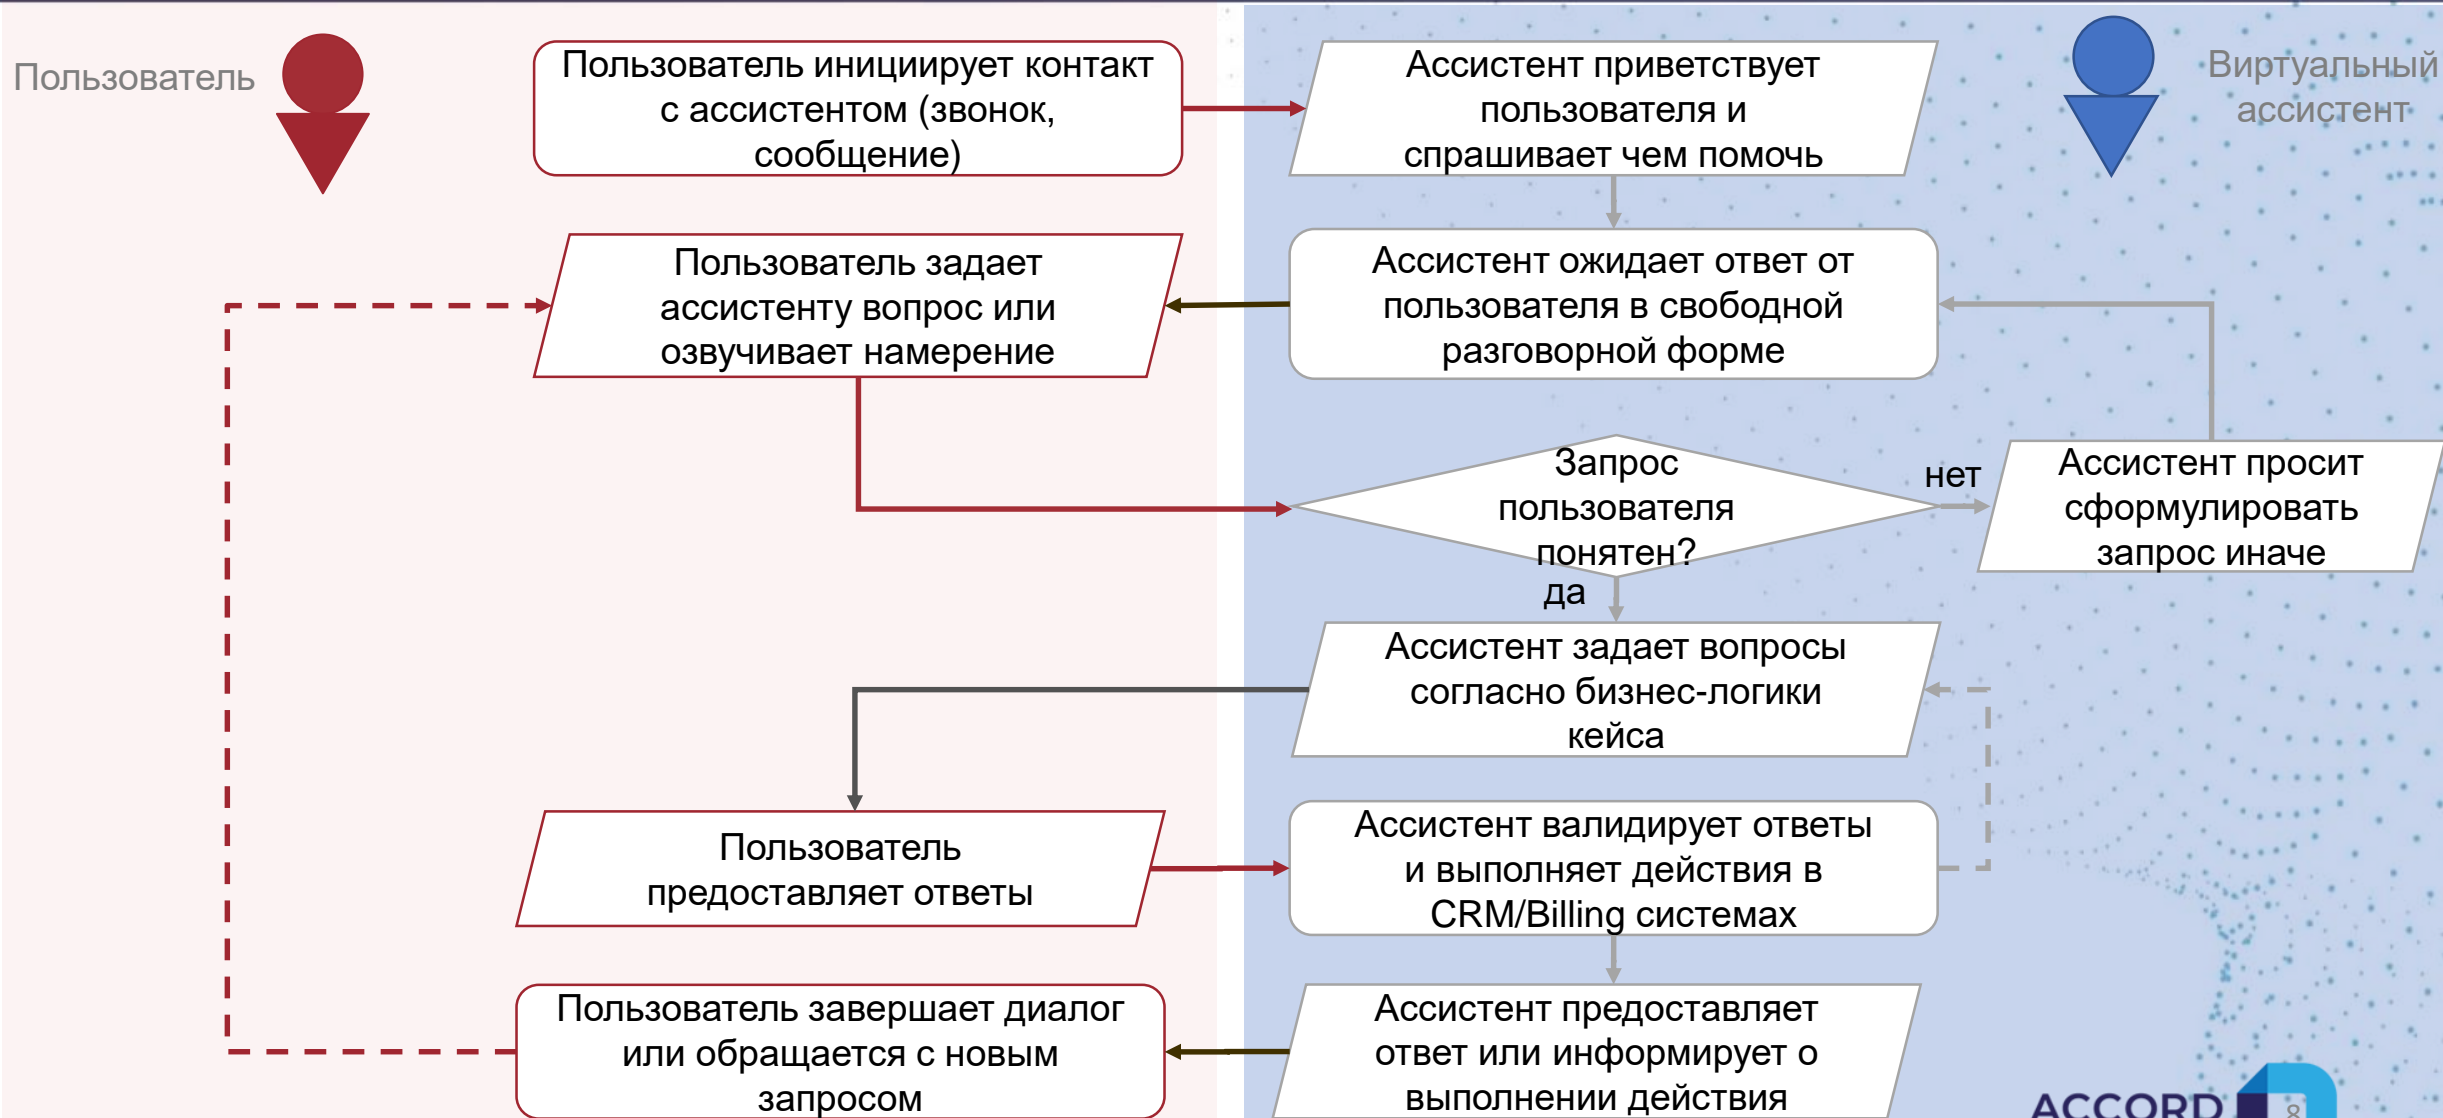 Пользователь
Пользователь инициирует контакт
с ассистентом (звонок,
сообщение)
Ассистент приветствует
пользователя и
спрашивает чем помочь
Виртуальный
ассистент
Пользователь задает
ассистенту вопрос или
озвучивает намерение
Ассистент ожидает ответ от
пользователя в свободной
разговорной форме
Запрос
пользователя
понятен?
нет
Ассистент просит
сформулировать
запрос иначе
да
Ассистент задает вопросы
согласно бизнес-логики
кейса
Пользователь
предоставляет ответы
Ассистент валидирует ответы
и выполняет действия в
CRM/Billing системах
Пользователь завершает диалог
или обращается с новым
запросом
Ассистент предоставляет
ответ или информирует о
выполнении действия
ACCORD
8